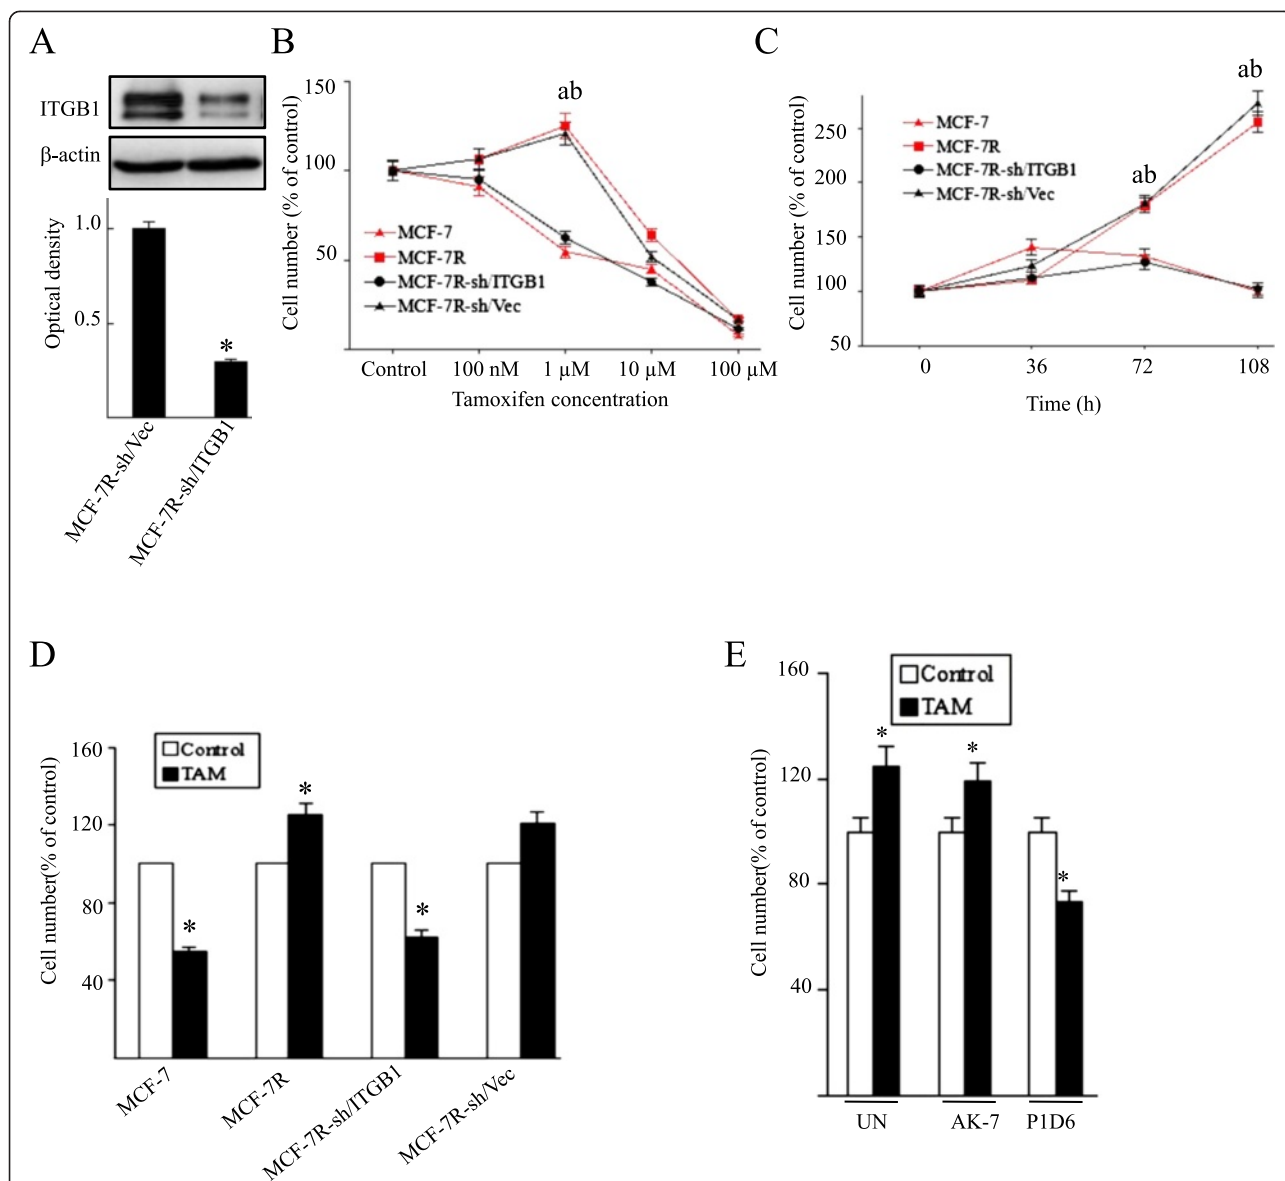 A
ITGB1
β-actin
Optical density
1.0
0.5
*
MCF-7R-sh/Vec
MCF-7R-sh/ITGB1
B
Cell number (% of control)
150
100
50
ab
MCF-7
MCF-7R
MCF-7R-sh/ITGB1
MCF-7R-sh/Vec
Control 100 nM 1 µM 10 µM 100 µM
Tamoxifen concentration
C
Cell number (% of control)
250
200
150
100
50
MCF-7
MCF-7R
MCF-7R-sh/ITGB1
MCF-7R-sh/Vec
ab
ab
0 36 72 108
Time (h)
D
Cell number(% of control)
160
120
80
40
Control
TAM
*
*
*
MCF-7
MCF-7R
MCF-7R-sh/ITGB1
MCF-7R-sh/Vec
E
Cell number(% of control)
160
120
80
40
Control
TAM
*
*
*
UN AK-7 P1D6